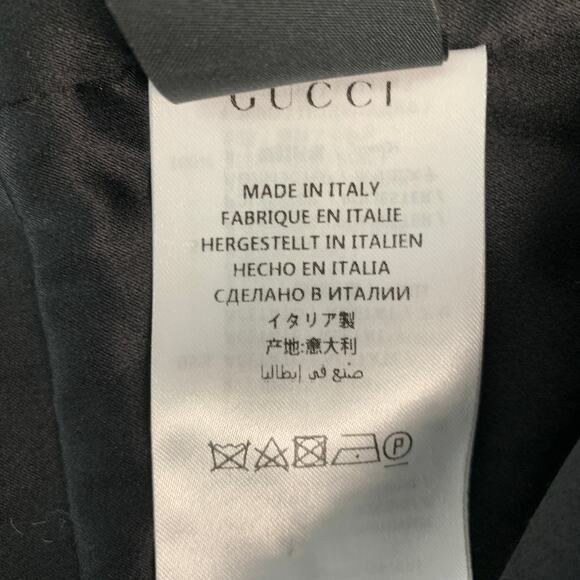 GUCCI
MADE IN ITALY
FABRIQUE EN ITALIE
HERGESTELLT IN ITALIEN
HECHO EN ITALIA
СДЕЛАНО В ИТАЛИИ
イタリア製
产地:意大利
صنع في إيطاليا
P